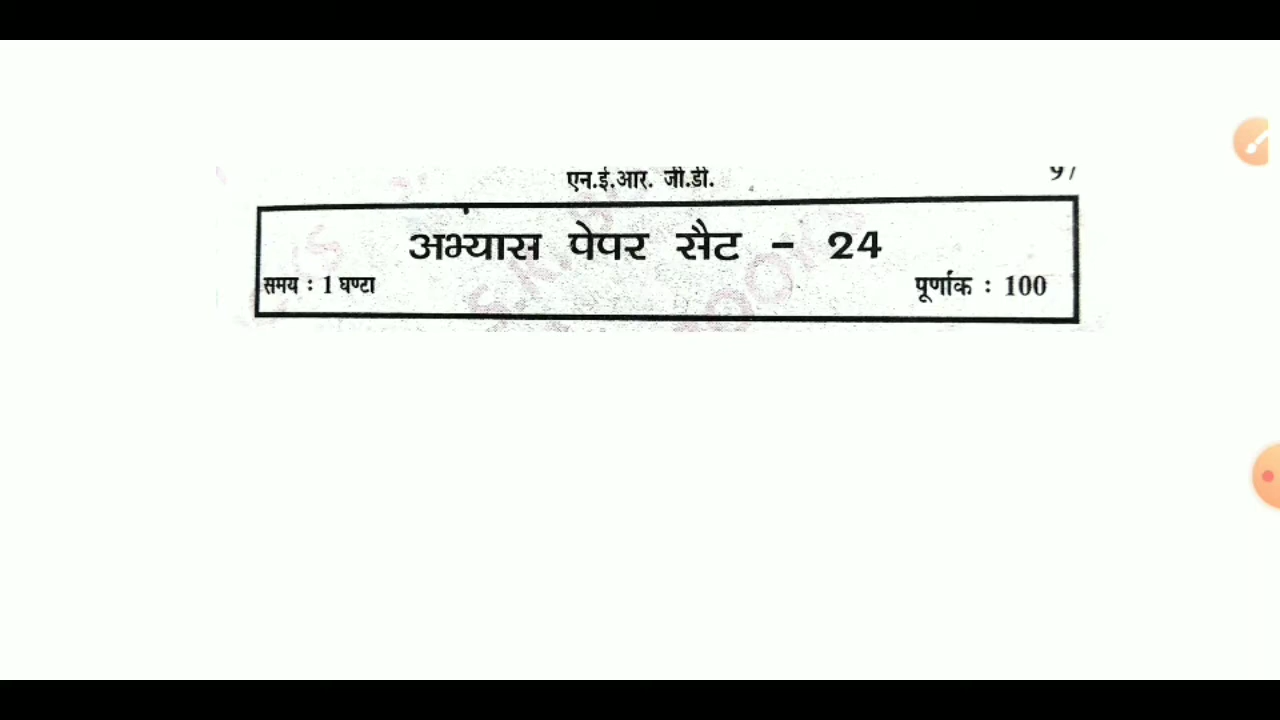 एन.ई.आर. जी.डी.
अभ्यास पेपर सैट - 24
समय : 1 घण्टा
पूर्णांक : 100